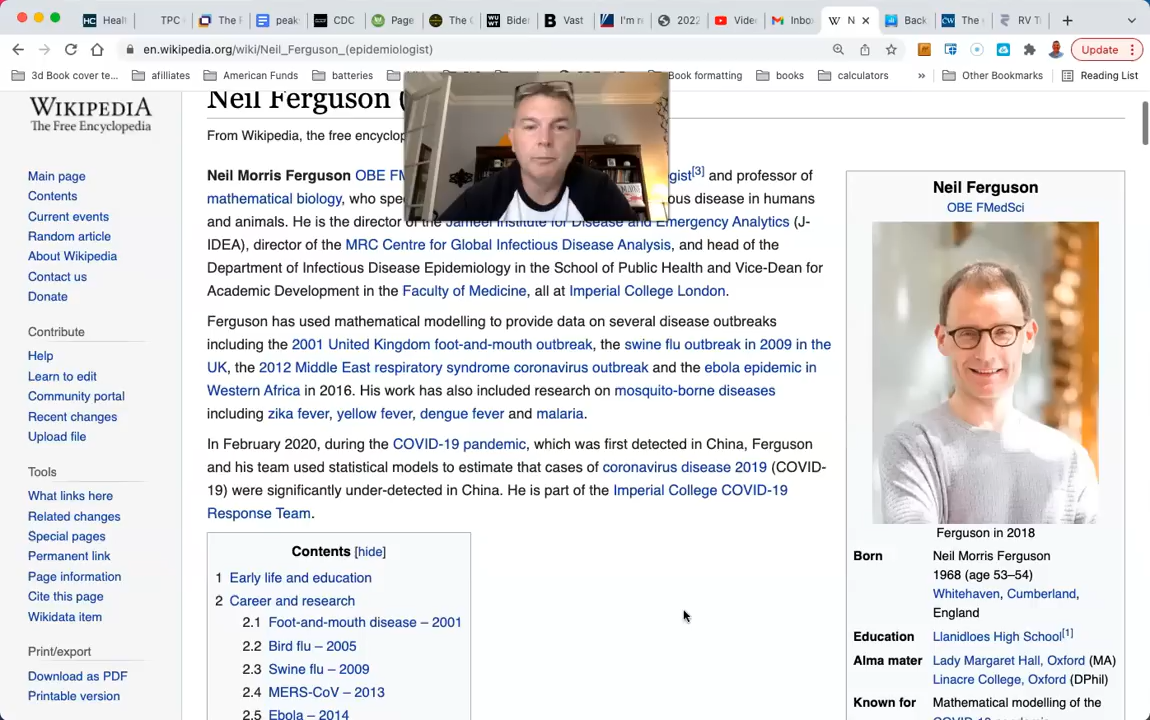 Healt
TPC
The F
peak
CDC
Page
The C
Bider
Vast
I'm r
2022
Vide
Inbo
N
Back
The
RV T
en.wikipedia.org/wiki/Neil_Ferguson_(epidemiologist)
Update
3d Book cover te...
afiliates
American Funds
batteries
Book formatting
books
calculators
»
Other Bookmarks
Reading List
WIKIPEDIA
The Free Encyclopedia
Main page
Contents
Current events
Random article
About Wikipedia
Contact us
Donate
Contribute
Help
Learn to edit
Community portal
Recent changes
Upload file
Tools
What links here
Related changes
Special pages
Permanent link
Page information
Cite this page
Wikidata item
Print/export
Download as PDF
Printable version
Neil Ferguson (
From Wikipedia, the free encyclop
Neil Morris Ferguson OBE FM gist[3] and professor of
mathematical biology, who spe ous disease in humans
and animals. He is the director of the Jameel Institute for Disease and Emergency Analytics (J-
IDEA), director of the MRC Centre for Global Infectious Disease Analysis, and head of the
Department of Infectious Disease Epidemiology in the School of Public Health and Vice-Dean for
Academic Development in the Faculty of Medicine, all at Imperial College London.
Ferguson has used mathematical modelling to provide data on several disease outbreaks
including the 2001 United Kingdom foot-and-mouth outbreak, the swine flu outbreak in 2009 in the
UK, the 2012 Middle East respiratory syndrome coronavirus outbreak and the ebola epidemic in
Western Africa in 2016. His work has also included research on mosquito-borne diseases
including zika fever, yellow fever, dengue fever and malaria.
In February 2020, during the COVID-19 pandemic, which was first detected in China, Ferguson
and his team used statistical models to estimate that cases of coronavirus disease 2019 (COVID-
19) were significantly under-detected in China. He is part of the Imperial College COVID-19
Response Team.
Contents [hide]
1 Early life and education
2 Career and research
2.1 Foot-and-mouth disease – 2001
2.2 Bird flu – 2005
2.3 Swine flu – 2009
2.4 MERS-CoV – 2013
2.5 Ebola – 2014
Neil Ferguson
OBE FMedSci
Ferguson in 2018
Born Neil Morris Ferguson
1968 (age 53–54)
Whitehaven, Cumberland,
England
Education Llanidloes High School[1]
Alma mater Lady Margaret Hall, Oxford (MA)
Linacre College, Oxford (DPhil)
Known for Mathematical modelling of the
COVID-19 pandemic